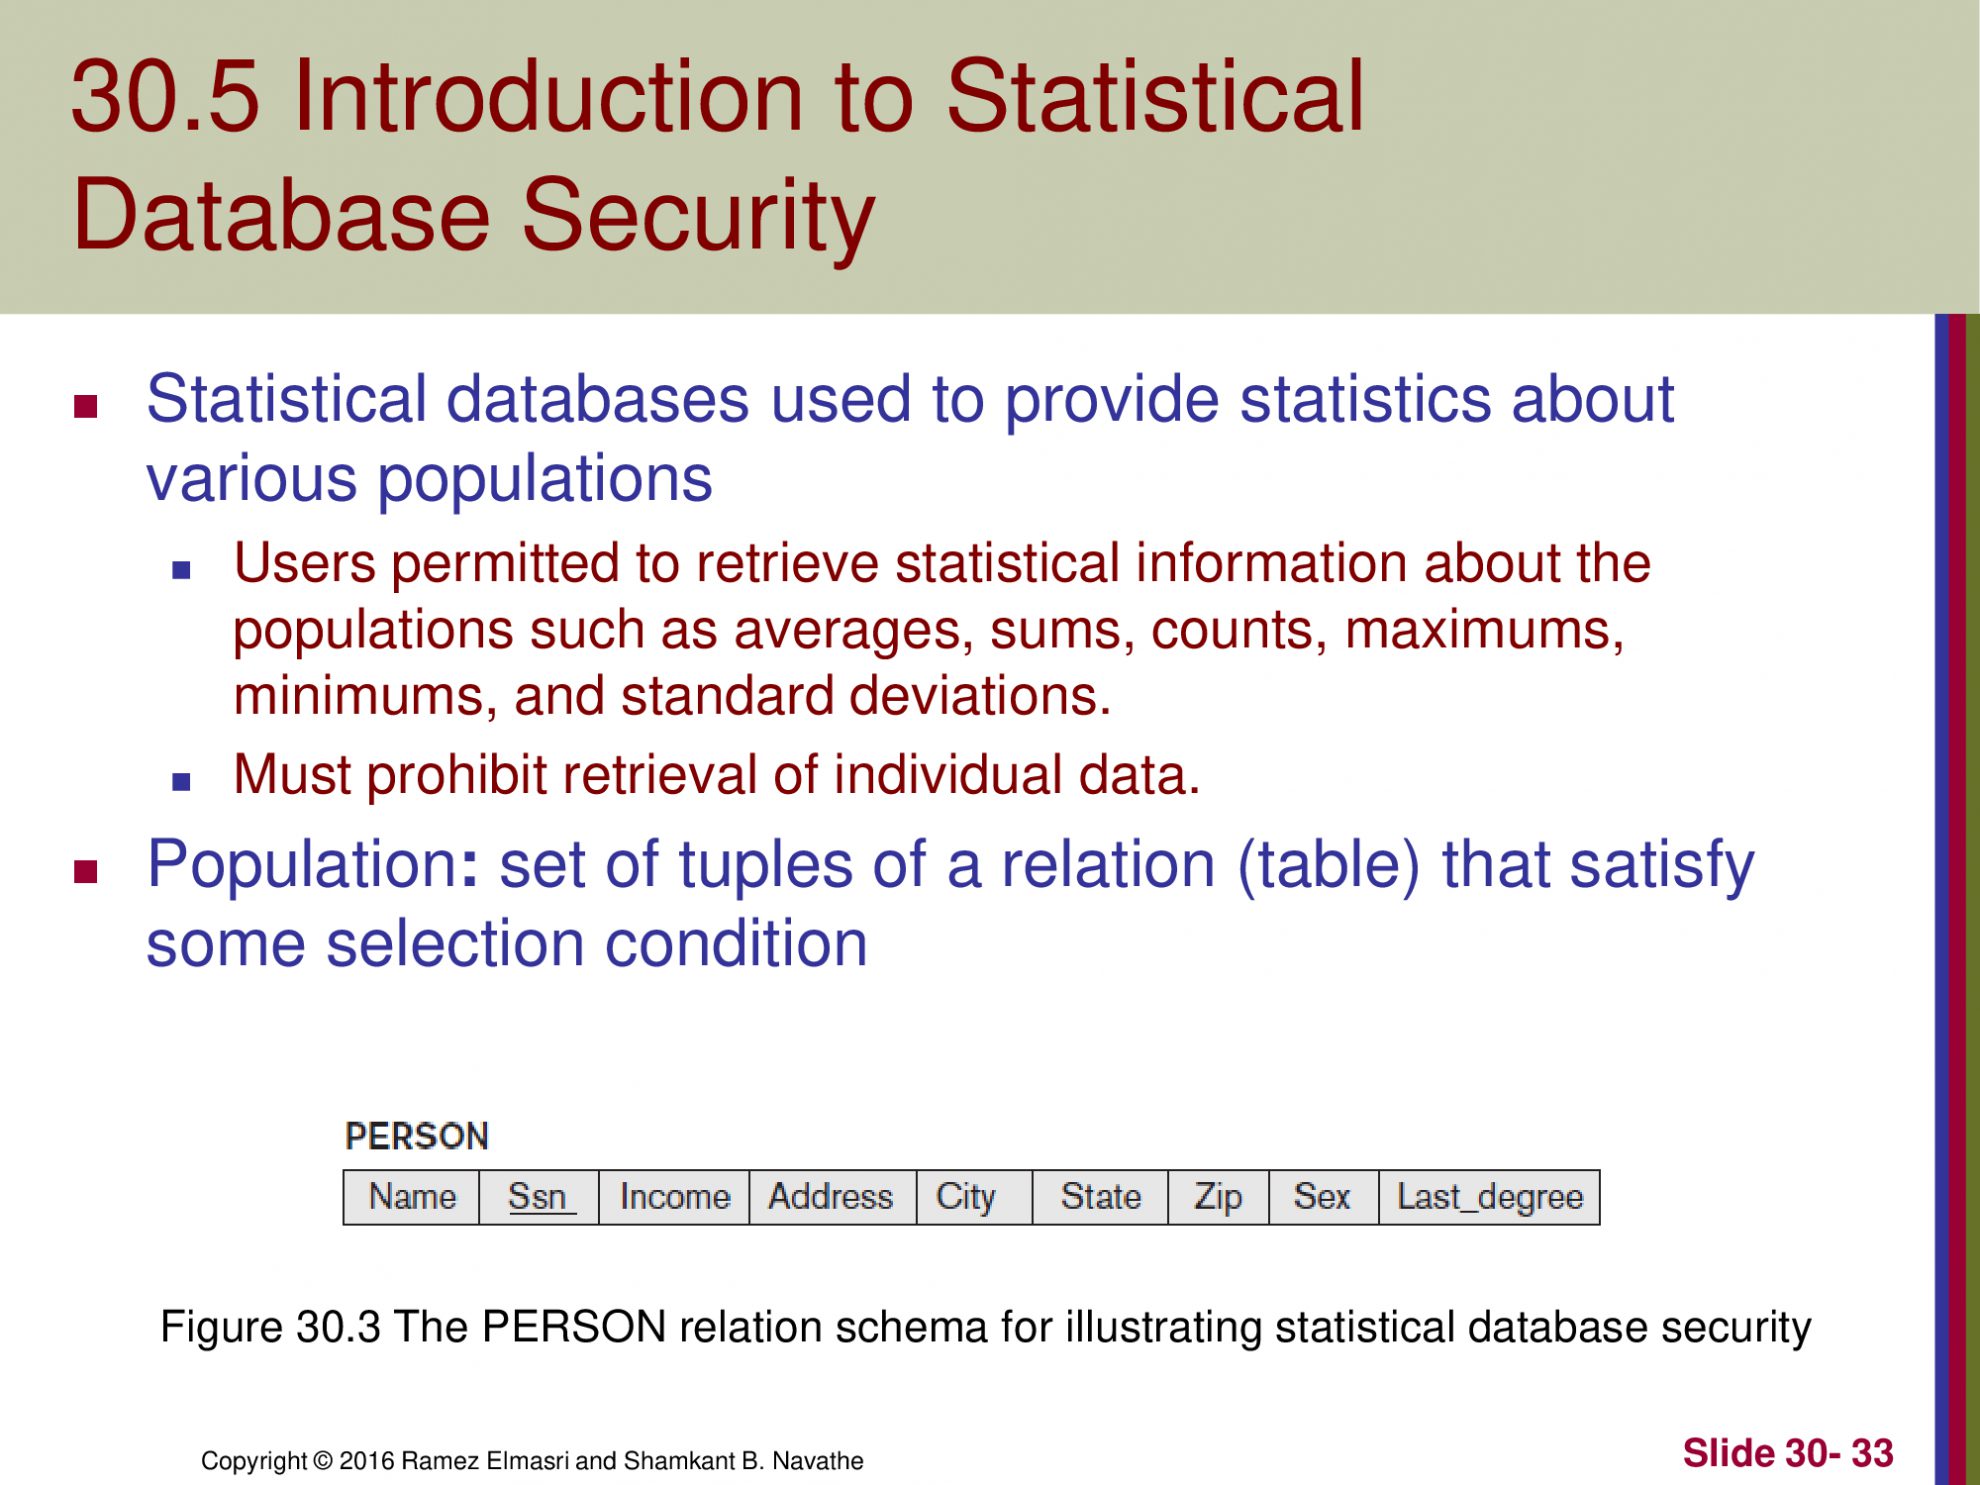 30.5 Introduction to Statistical
Database Security
Statistical databases used to provide statistics about
various populations
Users permitted to retrieve statistical information about the
populations such as averages, sums, counts, maximums,
minimums, and standard deviations.
Must prohibit retrieval of individual data.
Population: set of tuples of a relation (table) that satisfy
some selection condition
PERSON
Name Ssn Income Address City State Zip Sex Last_degree
Figure 30.3 The PERSON relation schema for illustrating statistical database security
Copyright © 2016 Ramez Elmasri and Shamkant B. Navathe
Slide 30- 33